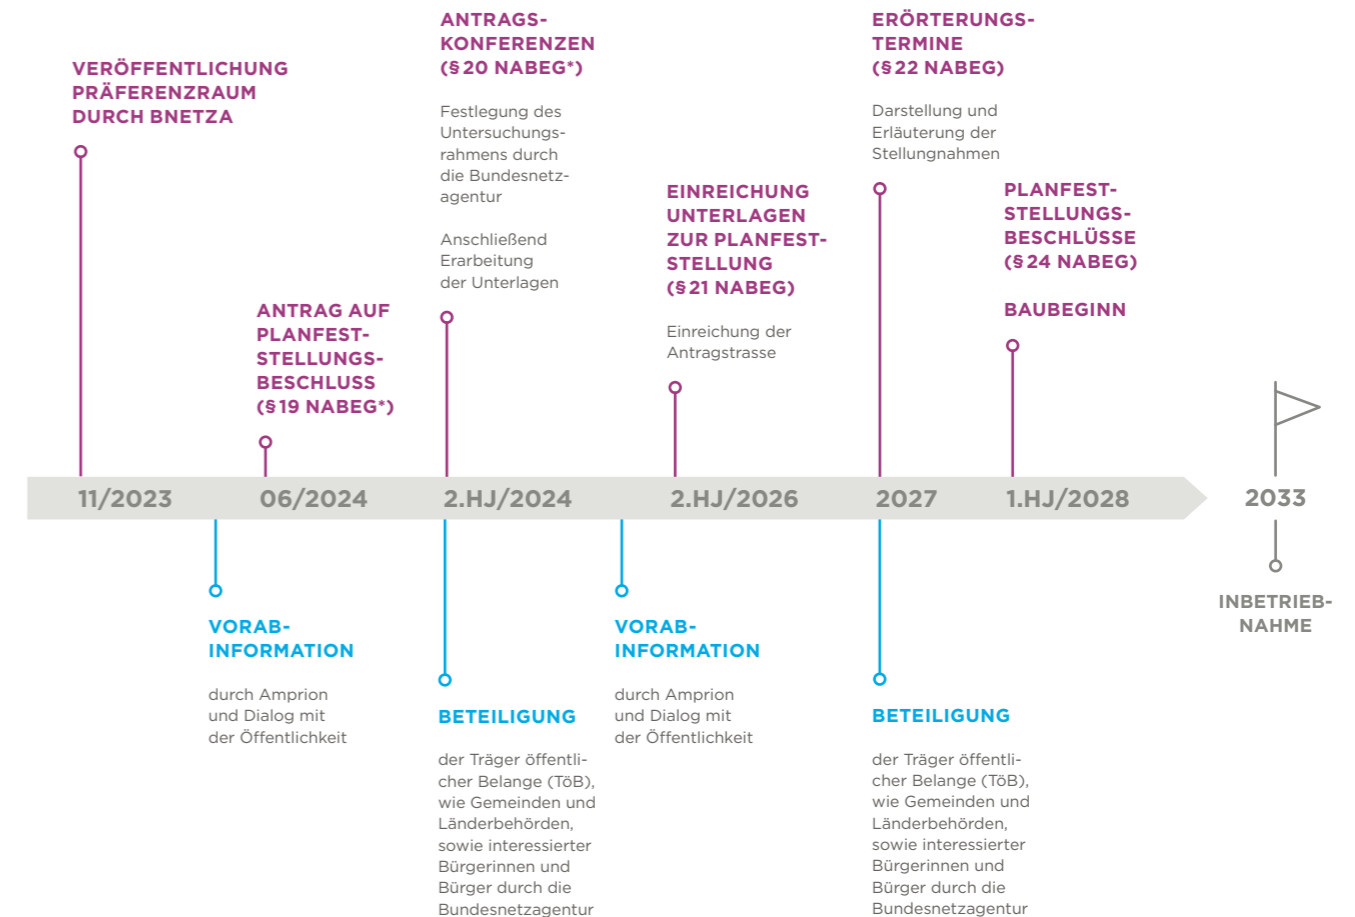 VERÖFFENTLICHUNG
PRÄFERENZRAUM
DURCH BNETZA
ANTRAG AUF
PLANFEST-
STELLUNGS-
BESCHLUSS
(§ 19 NABEG*)
ANTRAGS-
KONFERENZEN
(§ 20 NABEG*)
Festlegung des
Untersuchungs-
rahmens durch
die Bundesnetz-
agentur
Anschließend
Erarbeitung
der Unterlagen
EINREICHUNG
UNTERLAGEN
ZUR PLANFEST-
STELLUNG
(§ 21 NABEG)
Einreichung der
Antragstrasse
ERÖRTERUNGS-
TERMINE
(§ 22 NABEG)
Darstellung und
Erläuterung der
Stellungnahmen
PLANFEST-
STELLUNGS-
BESCHLÜSSE
(§ 24 NABEG)
BAUBEGINN
11/2023
06/2024
2.HJ/2024
2.HJ/2026
2027
1.HJ/2028
2033
VORAB-
INFORMATION
durch Amprion
und Dialog mit
der Öffentlichkeit
BETEILIGUNG
der Träger öffentli-
cher Belange (TöB),
wie Gemeinden und
Länderbehörden,
sowie interessierter
Bürgerinnen und
Bürger durch die
Bundesnetzagentur
VORAB-
INFORMATION
durch Amprion
und Dialog mit
der Öffentlichkeit
BETEILIGUNG
der Träger öffentli-
cher Belange (TöB),
wie Gemeinden und
Länderbehörden,
sowie interessierter
Bürgerinnen und
Bürger durch die
Bundesnetzagentur
INBETRIEB-
NAHME